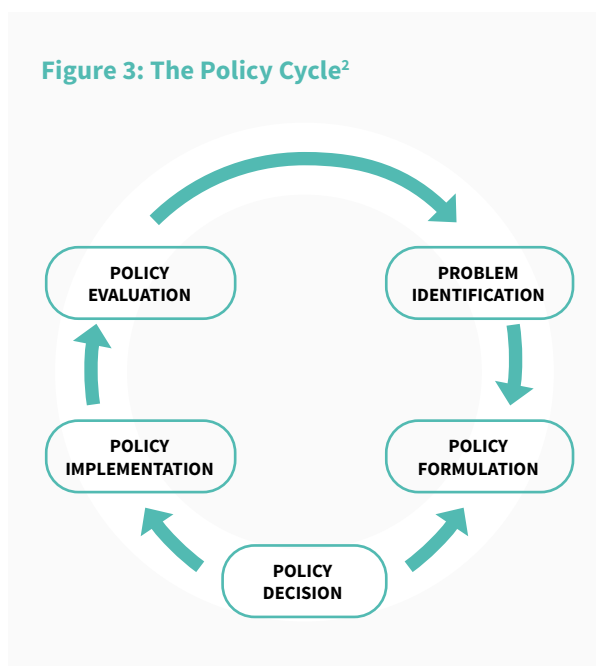 Figure 3: The Policy Cycle²
POLICY
EVALUATION
PROBLEM
IDENTIFICATION
POLICY
IMPLEMENTATION
POLICY
FORMULATION
POLICY
DECISION